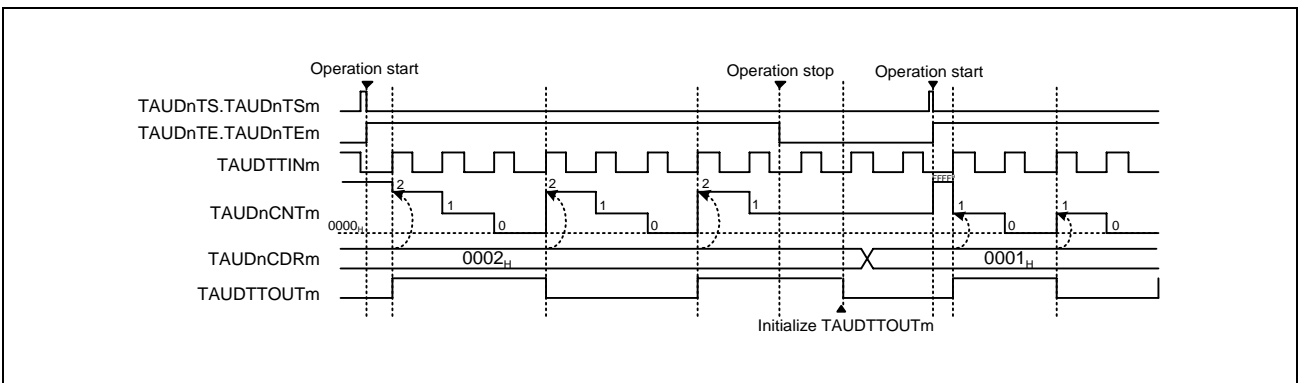 Operation start Operation stop Operation start
TAUDnTS.TAUDnTSm
TAUDnTE.TAUDnTEm
TAUDTTINm
FFFF
2 2 2
TAUDnCNTm 1 1 1 1 1
0000H 0 0 0 0
TAUDnCDRm 0002H 0001H
TAUDTTOUTm
Initialize TAUDTTOUTm